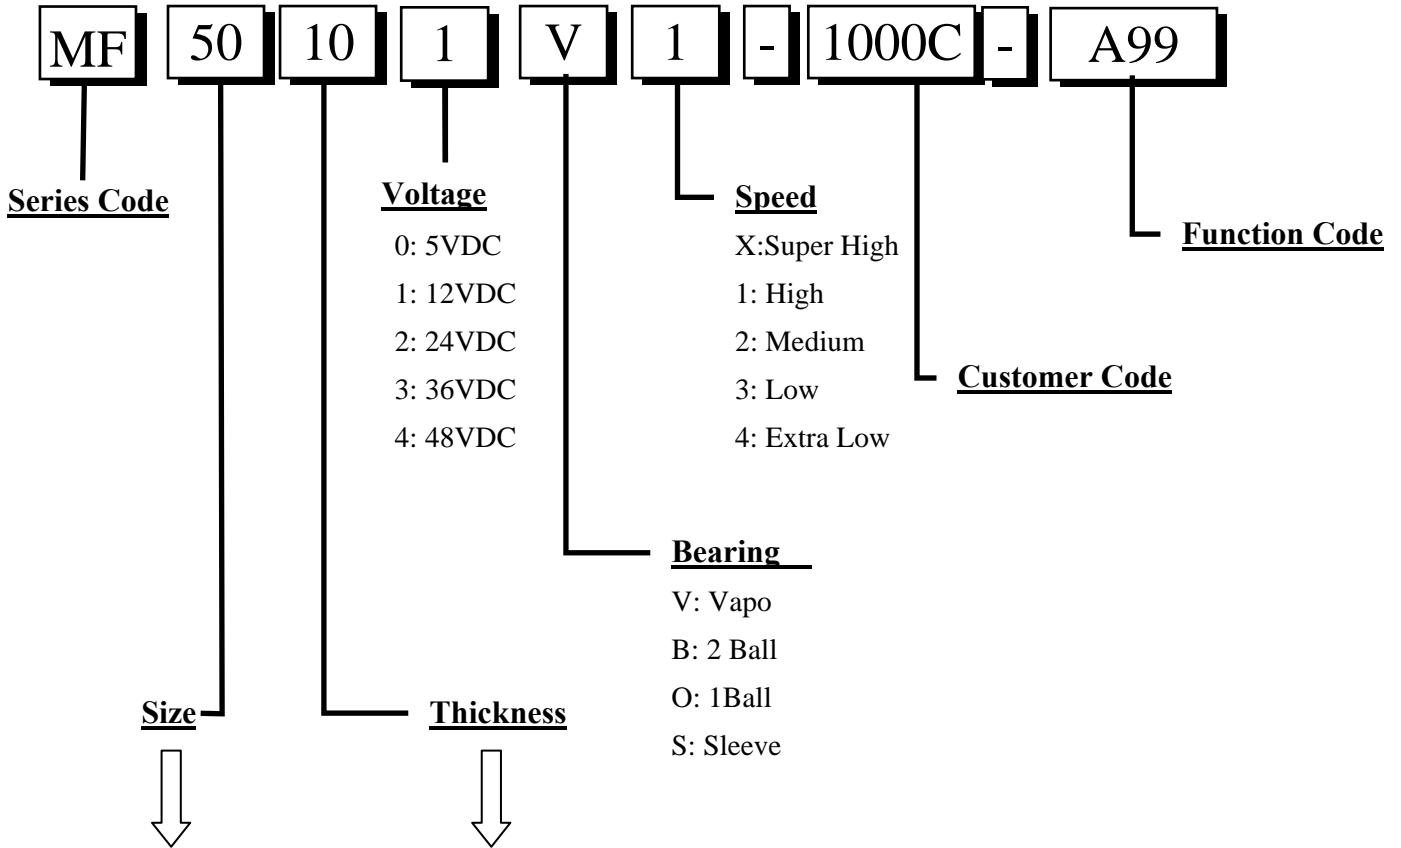 MF 50 10 1 V 1 - 1000C - A99
Series Code
Voltage
0: 5VDC
1: 12VDC
2: 24VDC
3: 36VDC
4: 48VDC
Speed
X:Super High
1: High
2: Medium
3: Low
4: Extra Low
Function Code
Customer Code
Bearing
V: Vapo
B: 2 Ball
O: 1Ball
S: Sleeve
Size
Thickness